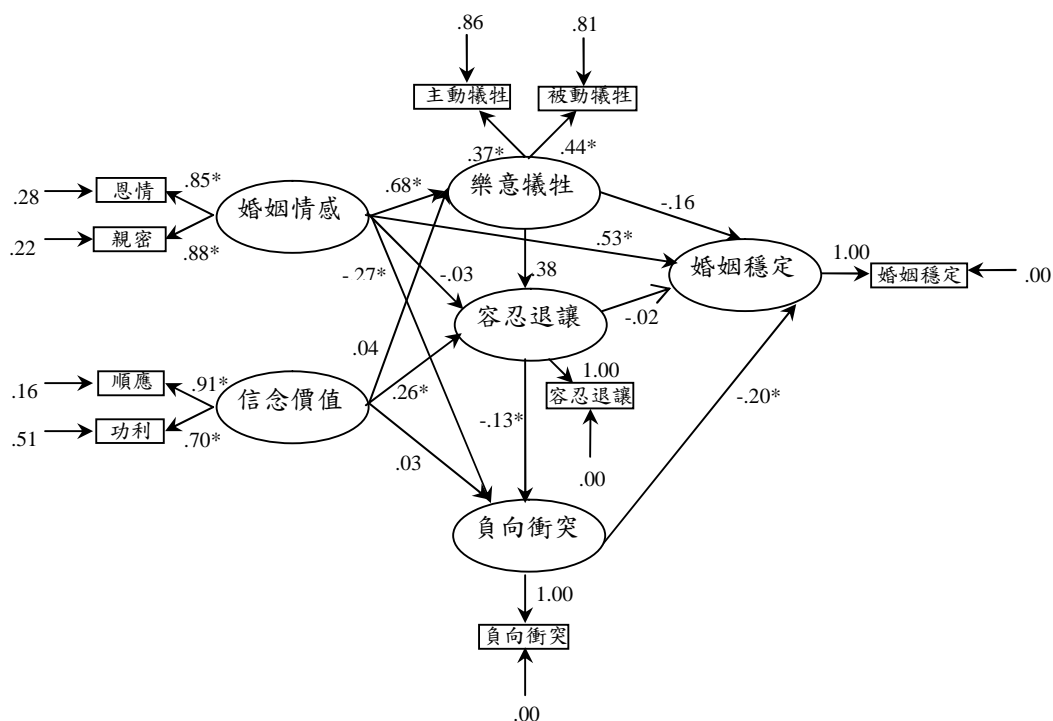 .86
.81
主動犧牲
被動犧牲
.37*
.44*
.28
恩情
.85*
婚姻情感
.68*
樂意犧牲
-.16
.22
親密
.88*
.53*
婚姻穩定
1.00
婚姻穩定
.00
-.27*
-.03
.38
容忍退讓
-.02
.04
1.00
容忍退讓
.16
順應
.91*
信念價值
.26*
-.13*
-.20*
.51
功利
.70*
.03
.00
負向衝突
1.00
負向衝突
.00